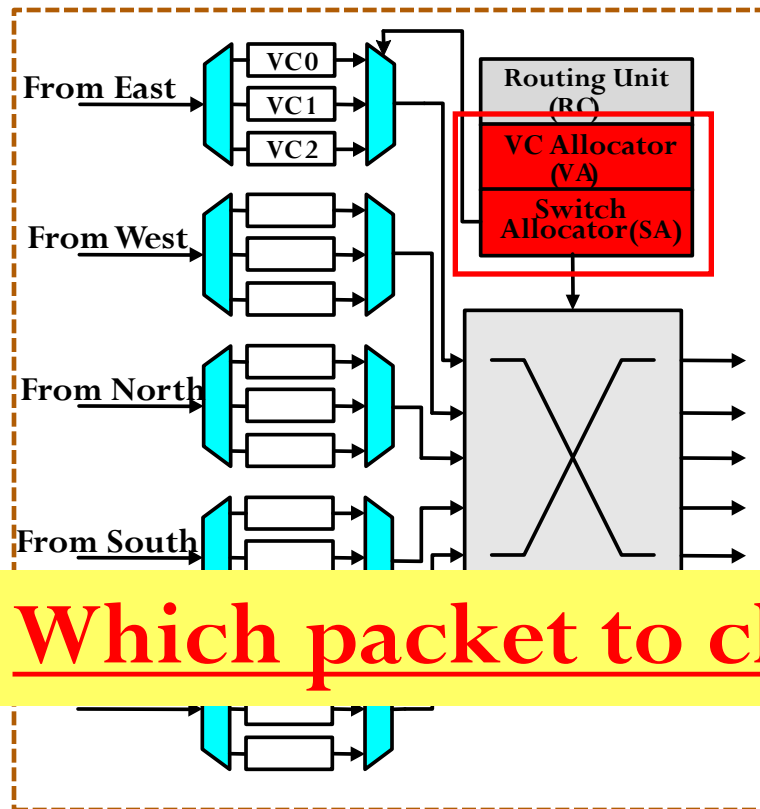 From East
VC0
VC1
VC2
Routing Unit
(RC)
VC Allocator
(VA)
Switch
Allocator(SA)
From West
From North
From South
Which packet to